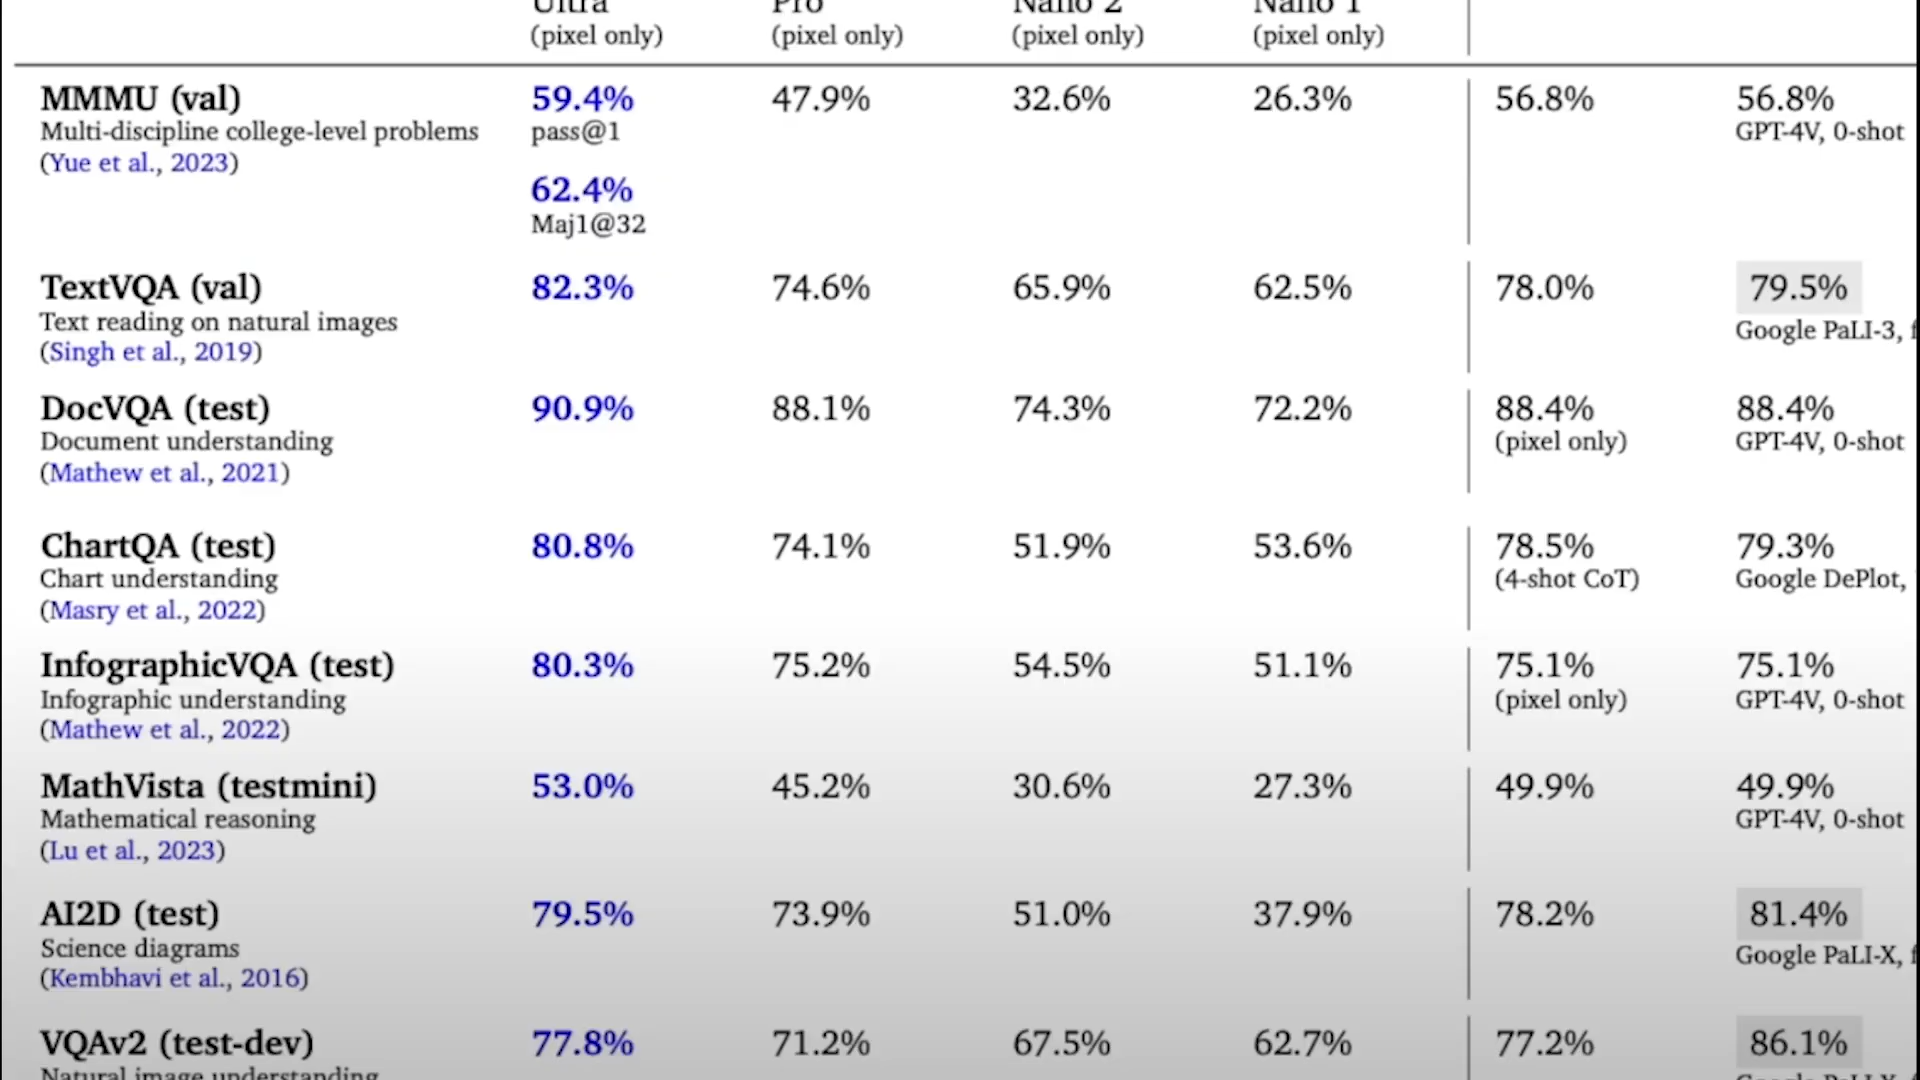 Ultra Pro Nano 2 Nano 1
(pixel only) (pixel only) (pixel only) (pixel only)
MMMU (val) 59.4% 47.9% 32.6% 26.3% 56.8% 56.8%
Multi-discipline college-level problems pass@1 GPT-4V, 0-shot
(Yue et al., 2023)
62.4%
Maj1@32
TextVQA (val) 82.3% 74.6% 65.9% 62.5% 78.0% 79.5%
Text reading on natural images Google PaLI-3,
(Singh et al., 2019)
DocVQA (test) 90.9% 88.1% 74.3% 72.2% 88.4% 88.4%
Document understanding (pixel only) GPT-4V, 0-shot
(Mathew et al., 2021)
ChartQA (test) 80.8% 74.1% 51.9% 53.6% 78.5% 79.3%
Chart understanding (4-shot CoT) Google DePlot,
(Masry et al., 2022)
InfographicVQA (test) 80.3% 75.2% 54.5% 51.1% 75.1% 75.1%
Infographic understanding (pixel only) GPT-4V, 0-shot
(Mathew et al., 2022)
MathVista (testmini) 53.0% 45.2% 30.6% 27.3% 49.9% 49.9%
Mathematical reasoning GPT-4V, 0-shot
(Lu et al., 2023)
AI2D (test) 79.5% 73.9% 51.0% 37.9% 78.2% 81.4%
Science diagrams Google PaLI-X,
(Kembhavi et al., 2016)
VQAv2 (test-dev) 77.8% 71.2% 67.5% 62.7% 77.2% 86.1%
Natural image understanding